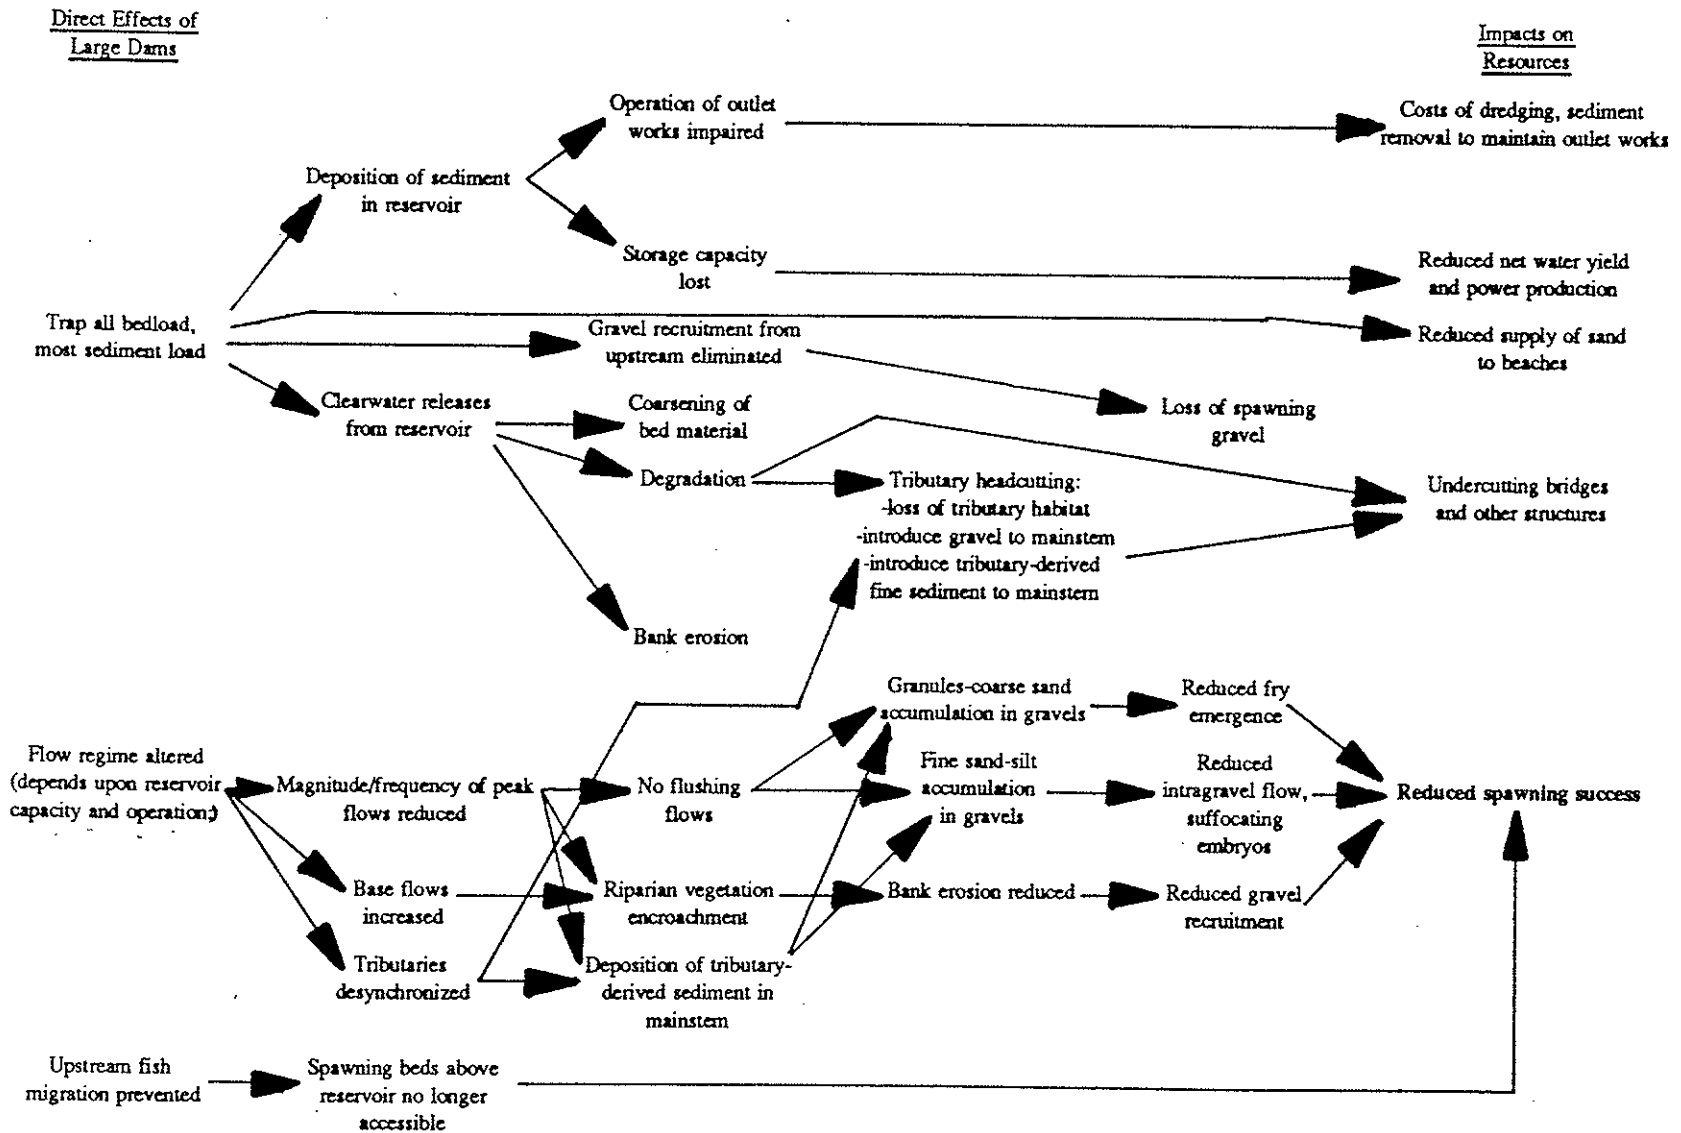 Direct Effects of
Large Dams
Impacts on
Resources
Operation of outlet
works impaired
Costs of dredging, sediment
removal to maintain outlet works
Deposition of sediment
in reservoir
Storage capacity
lost
Reduced net water yield
and power production
Trap all bedload,
most sediment load
Gravel recruitment from
upstream eliminated
Reduced supply of sand
to beaches
Clearwater releases
from reservoir
Coarsening of
bed material
Loss of spawning
gravel
Degradation
Tributary headcutting:
-loss of tributary habitat
-introduce gravel to mainstem
-introduce tributary-derived
fine sediment to mainstem
Undercutting bridges
and other structures
Bank erosion
Granules-coarse sand
accumulation in gravels
Reduced fry
emergence
Flow regime altered
(depends upon reservoir
capacity and operation;)
Magnitude/frequency of peak
flows reduced
No flushing
flows
Fine sand-silt
accumulation
in gravels
Reduced
intragravel flow,
suffocating
embryos
Reduced spawning success
Base flows
increased
Riparian vegetation
encroachment
Bank erosion reduced
Reduced gravel
recruitment
Tributaries
desynchronized
Deposition of tributary-
derived sediment in
mainstem
Upstream fish
migration prevented
Spawning beds above
reservoir no longer
accessible